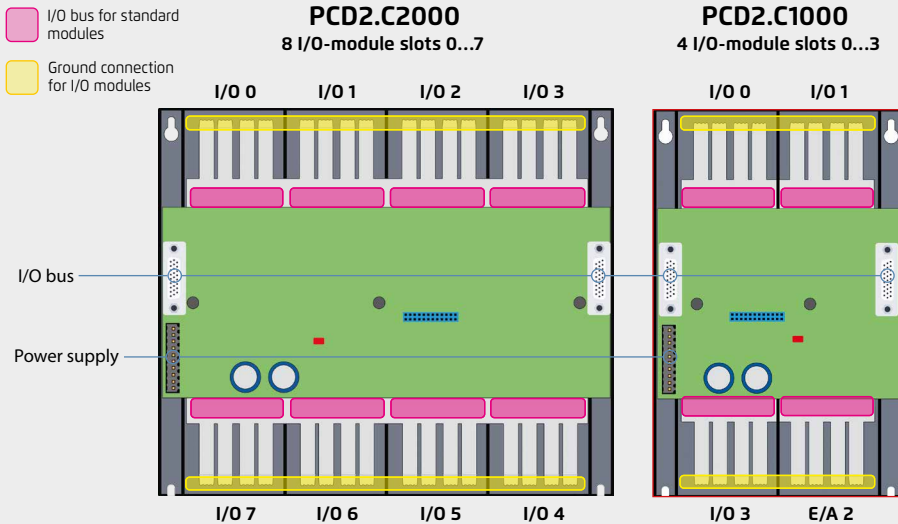 I/O bus for standard
modules
Ground connection
for I/O modules
PCD2.C2000
8 I/O-module slots 0...7
PCD2.C1000
4 I/O-module slots 0...3
I/O 0 I/O 1 I/O 2 I/O 3
I/O 0 I/O 1
I/O bus
Power supply
I/O 7 I/O 6 I/O 5 I/O 4
I/O 3 E/A 2